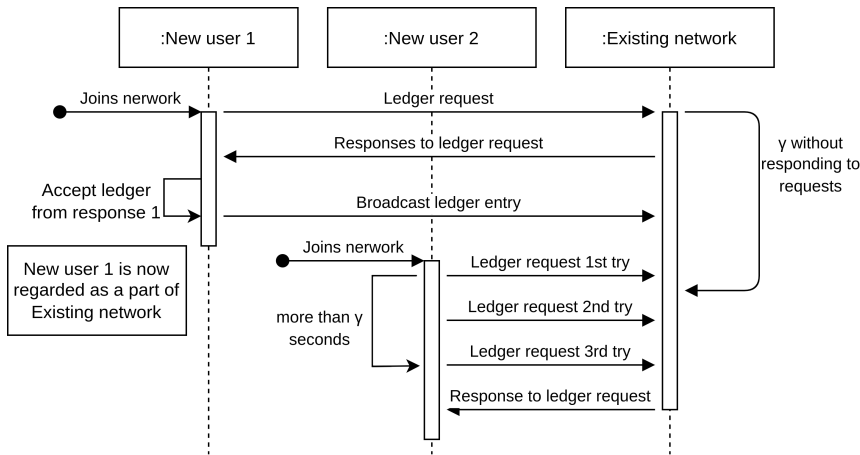 :New user 1
:New user 2
:Existing network
Joins nerwork
Ledger request
Responses to ledger request
γ without
responding to
requests
Accept ledger
from response 1
Broadcast ledger entry
Joins nerwork
New user 1 is now
regarded as a part of
Existing network
Ledger request 1st try
Ledger request 2nd try
more than γ
seconds
Ledger request 3rd try
Response to ledger request